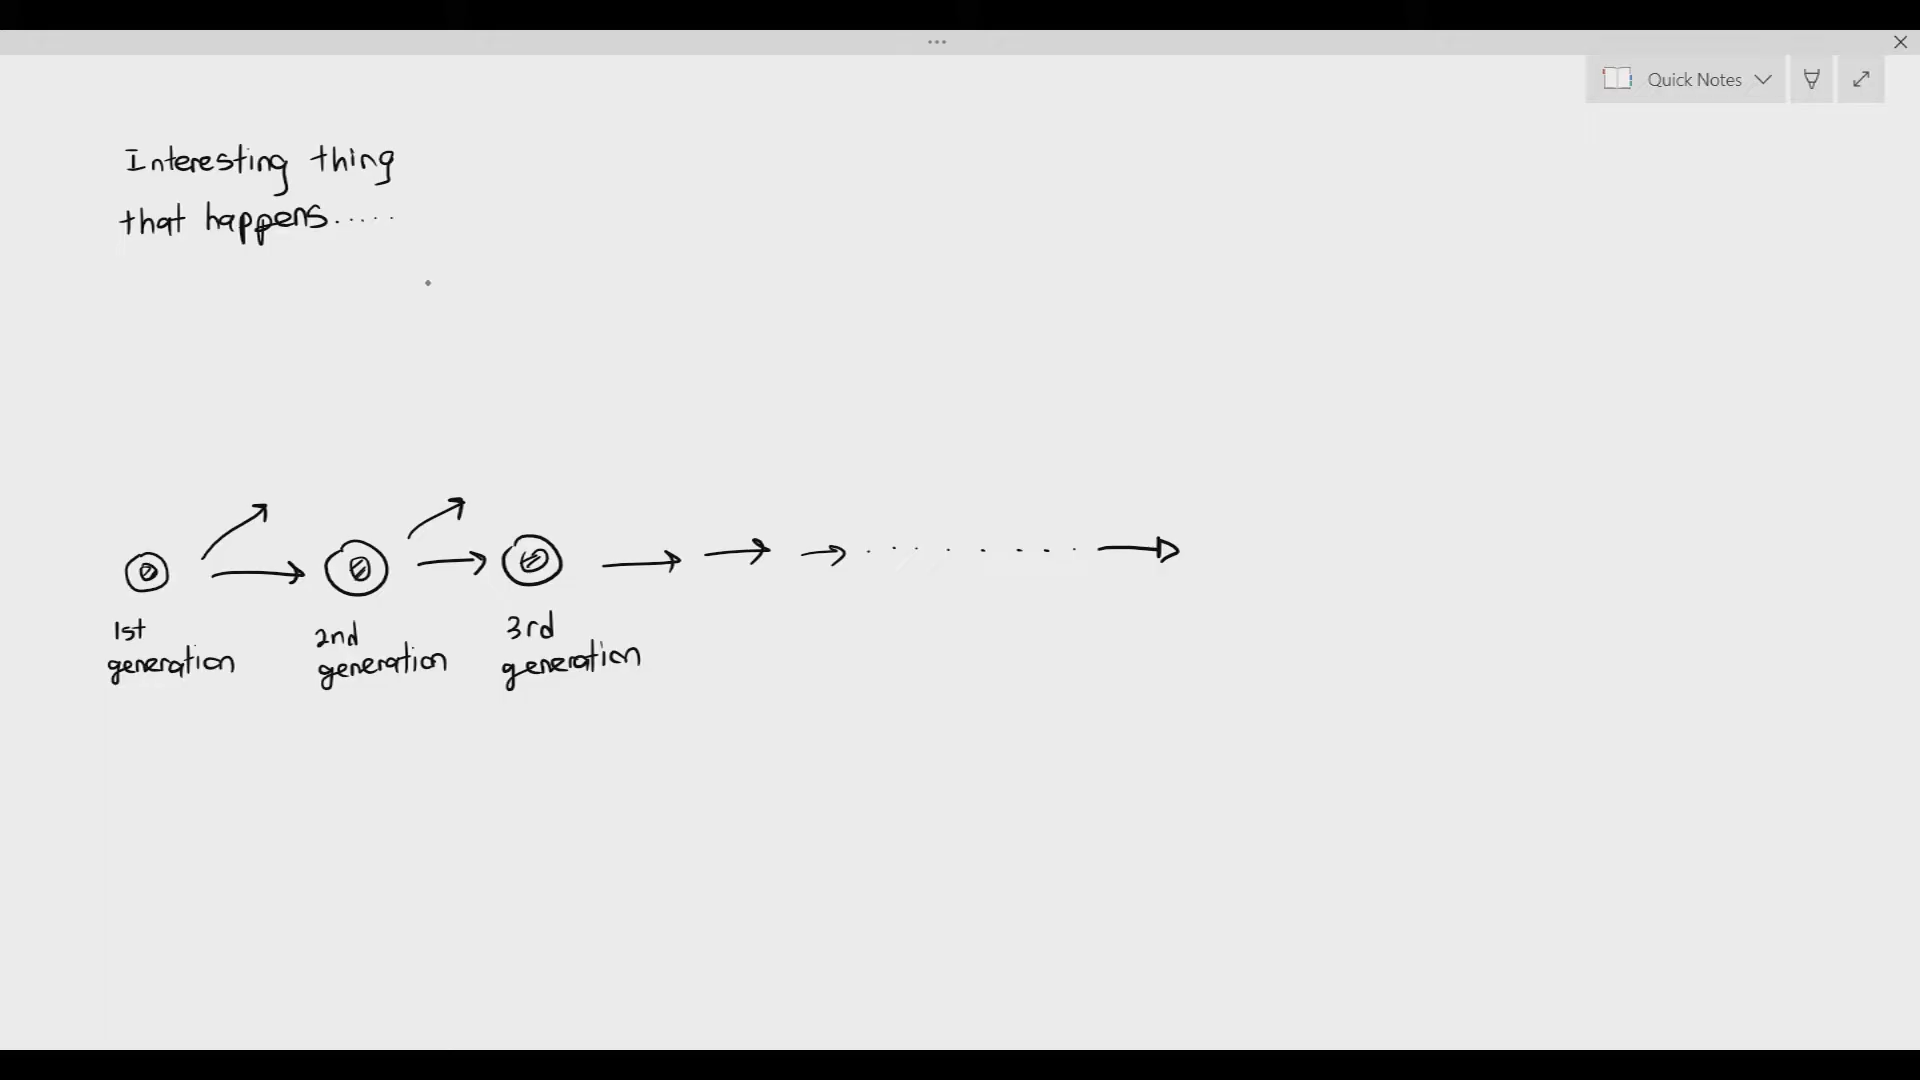 Quick Notes
Interesting thing
that happens.....
1st
generation
2nd
generation
3rd
generation